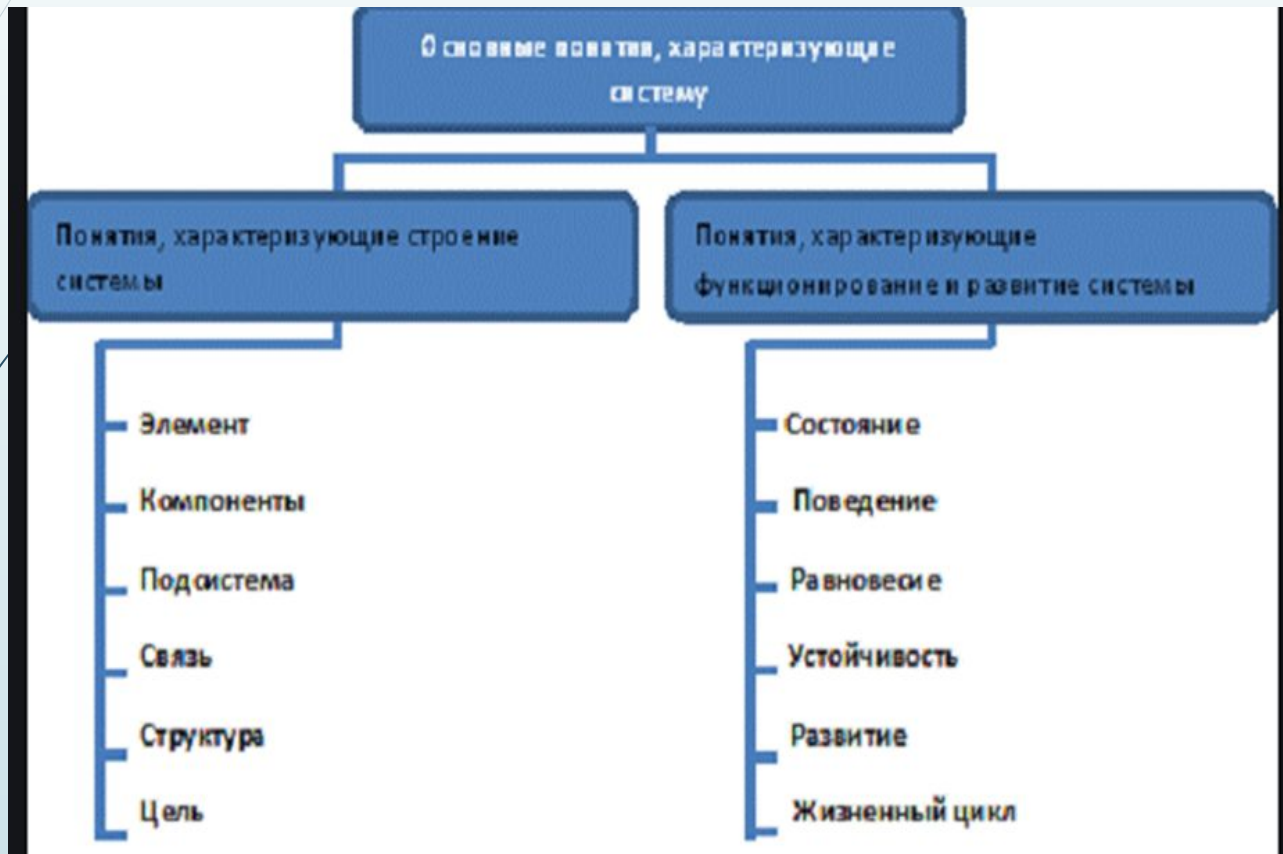 Основные понятия, характеризующие
систему
Понятия, характеризующие строение
системы
Понятия, характеризующие
функционирование и развитие системы
Элемент
Компоненты
Подсистема
Связь
Структура
Цель
Состояние
Поведение
Равновесие
Устойчивость
Развитие
Жизненный цикл